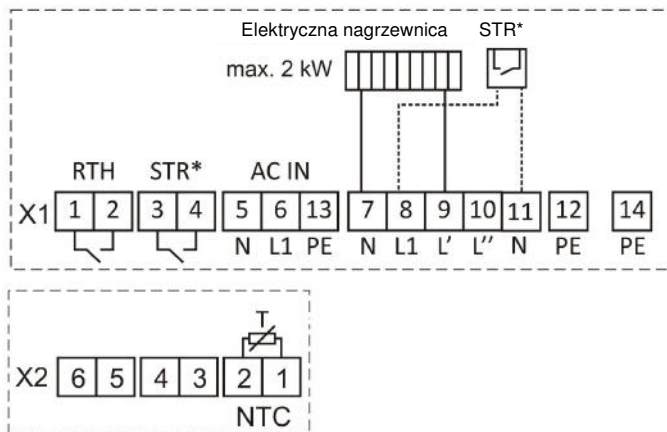 Elektryczna nagrzewnica STR*
max. 2 kW
RTH STR* AC IN
X1 1 2 3 4 5 6 13 7 8 9 10 11 12 14
N L1 PE N L1 L' L'' N PE PE
T
X2 6 5 4 3 2 1
NTC